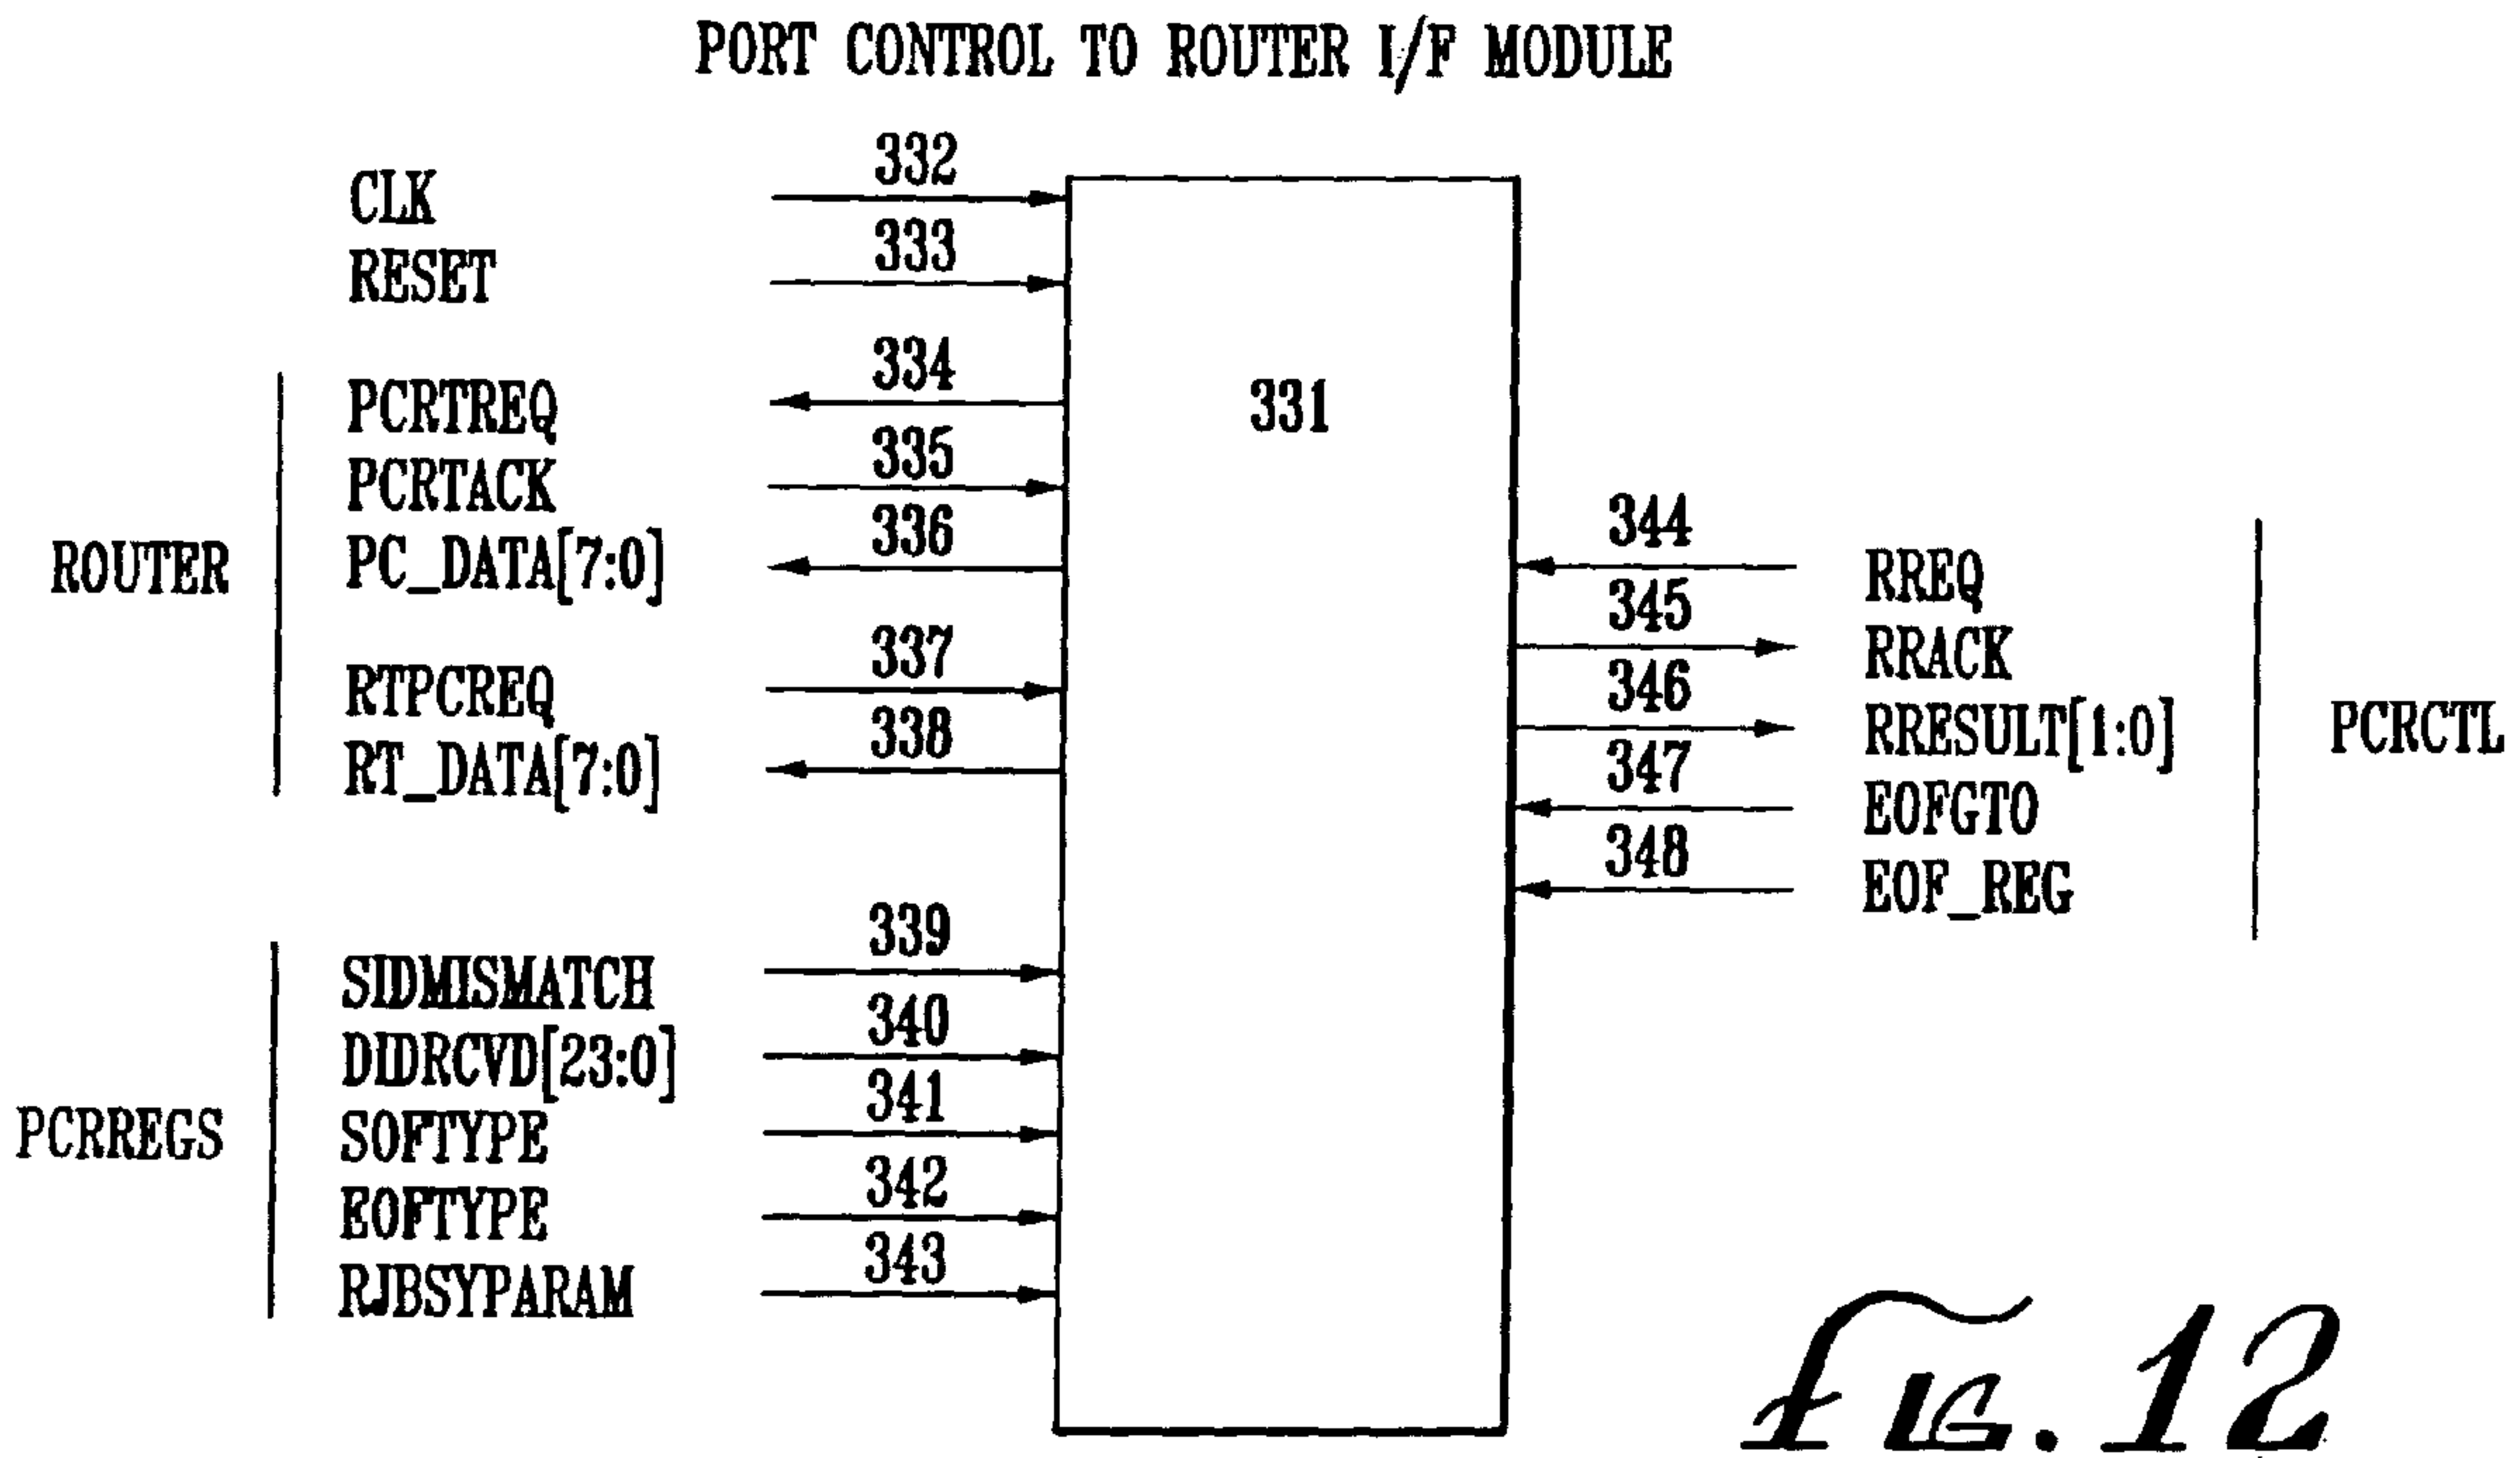 PORT CONTROL TO ROUTER I/F MODULE
CLK
332
RESET
333
331
ROUTER
PCRTREQ
334
PCRTACK
335
PC_DATA[7:0]
336
RTPCREQ
337
RT_DATA[7:0]
338
PCRREGS
SIDMISMATCH
339
DIDRCVD[23:0]
340
SOFTYPE
341
EOFTYPE
342
RJBSYPARAM
343
344
RREQ
345
RRACK
346
RRESULT[1:0]
347
EOFGTO
348
EOF_REG
PCRCTL
FIG. 12